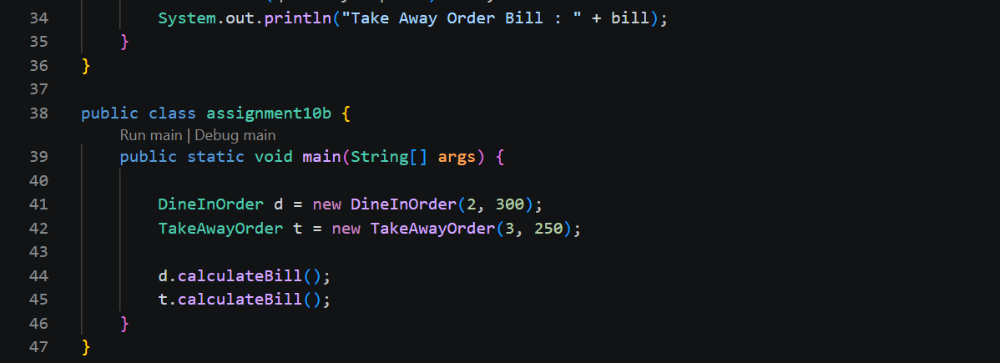 34 System.out.println("Take Away Order Bill : " + bill);
35 }
36 }
37
38 public class assignment10b {
Run main | Debug main
39 public static void main(String[] args) {
40
41 DineInOrder d = new DineInOrder(2, 300);
42 TakeAwayOrder t = new TakeAwayOrder(3, 250);
43
44 d.calculateBill();
45 t.calculateBill();
46 }
47 }